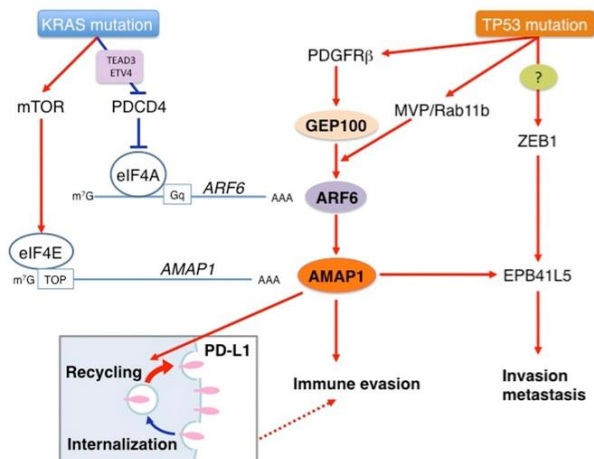 KRAS mutation
TP53 mutation
TEAD3
ETV4
PDGFRβ
?
mTOR
PDCD4
MVP/Rab11b
GEP100
ZEB1
eIF4A
m⁷G
Gq
ARF6
AAA
ARF6
eIF4E
m⁷G
TOP
AMAP1
AAA
AMAP1
EPB41L5
PD-L1
Recycling
Immune evasion
Invasion
metastasis
Internalization